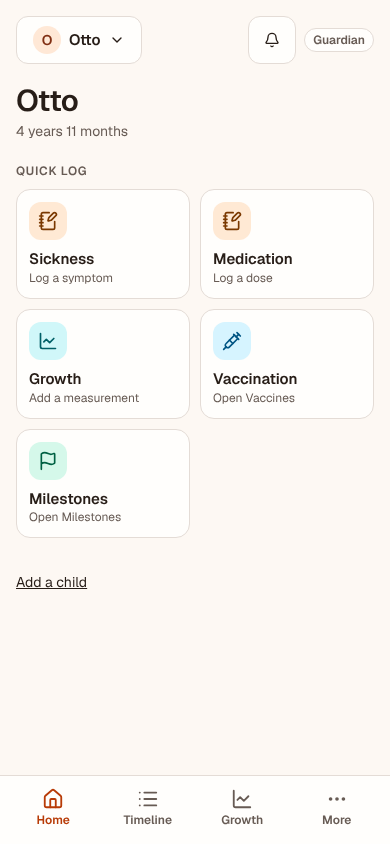 O Otto
Guardian
Otto
4 years 11 months
QUICK LOG
Sickness
Log a symptom
Medication
Log a dose
Growth
Add a measurement
Vaccination
Open Vaccines
Milestones
Open Milestones
Add a child
Home
Timeline
Growth
More